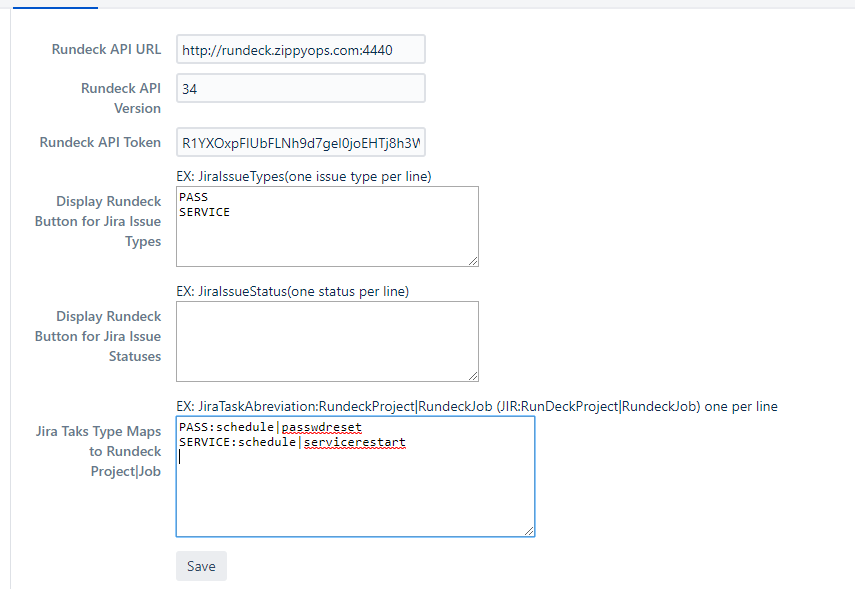 Rundeck API URL
http://rundeck.zippyops.com:4440
Rundeck API
Version
34
Rundeck API Token
EX: JiraIssueTypes(one issue type per line)
Display Rundeck
Button for Jira Issue
Types
PASS
SERVICE
EX: JiraIssueStatus(one status per line)
Display Rundeck
Button for Jira Issue
Statuses
EX: JiraTaskAbreviation:RundeckProject|RundeckJob (JIR:RunDeckProject|RundeckJob) one per line
Jira Taks Type Maps
to Rundeck
Project|Job
PASS:schedule|passwdreset
SERVICE:schedule|servicerestart
Save